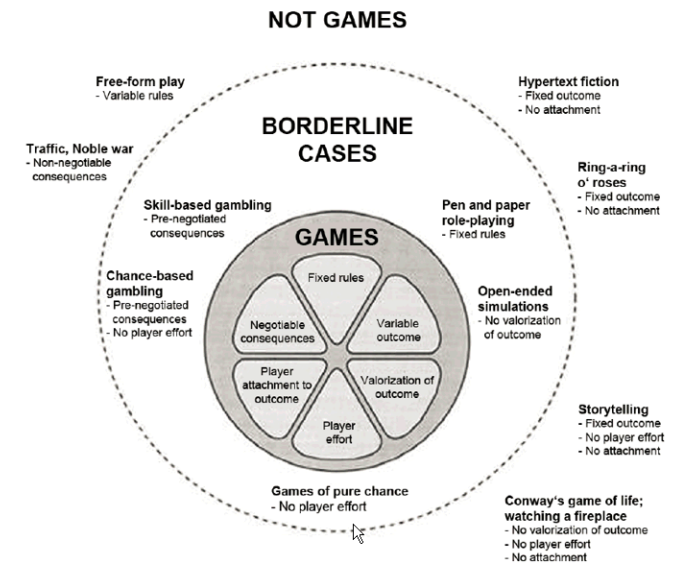 NOT GAMES
Free-form play
- Variable rules
Hypertext fiction
- Fixed outcome
- No attachment
BORDERLINE
CASES
Traffic, Noble war
- Non-negotiable
consequences
Ring-a-ring
o' roses
- Fixed outcome
- No attachment
Skill-based gambling
- Pre-negotiated
consequences
Pen and paper
role-playing
- Fixed rules
GAMES
Fixed rules
Chance-based
gambling
- Pre-negotiated
consequences
- No player effort
Open-ended
simulations
- No valorization
of outcome
Negotiable
consequences
Variable
outcome
Player
attachment to
outcome
Valorization of
outcome
Player
effort
Storytelling
- Fixed outcome
- No player effort
- No attachment
Games of pure chance
- No player effort
Conway's game of life;
watching a fireplace
- No valorization of outcome
- No player effort
- No attachment